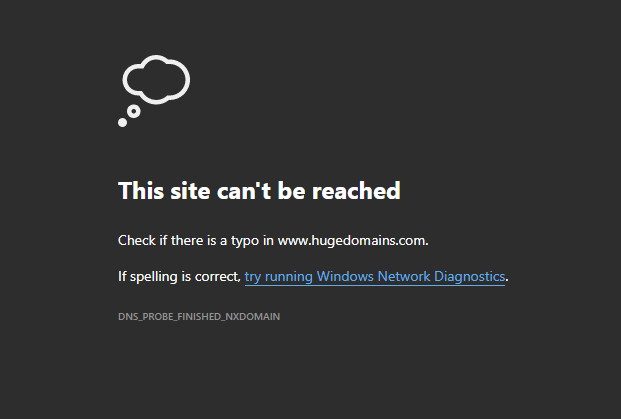 This site can't be reached
Check if there is a typo in www.hugedomains.com.
If spelling is correct, try running Windows Network Diagnostics.
DNS_PROBE_FINISHED_NXDOMAIN